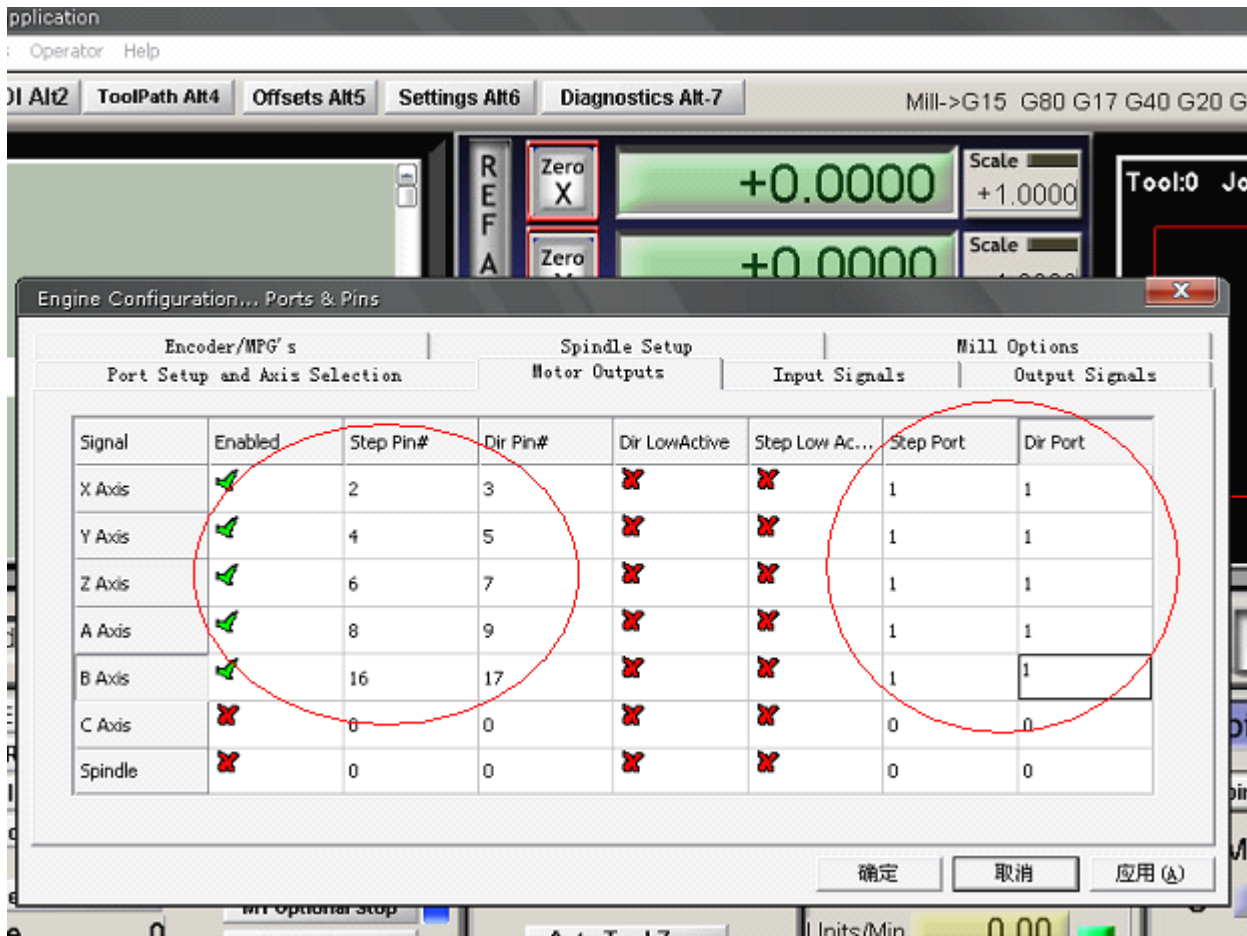 pplication
Operator Help
DI Alt2 ToolPath Alt4 Offsets Alt5 Settings Alt6 Diagnostics Alt-7 Mill->G15 G80 G17 G40 G20 G
REF A Zero X +0.0000 Scale +1.0000 Tool:0 Jo
Zero +0.0000 Scale
Engine Configuration... Ports & Pins
Encoder/MPG's Spindle Setup Mill Options
Port Setup and Axis Selection Motor Outputs Input Signals Output Signals
Signal Enabled Step Pin# Dir Pin# Dir LowActive Step Low Ac... Step Port Dir Port
X Axis 2 3 1 1
Y Axis 4 5 1 1
Z Axis 6 7 1 1
A Axis 8 9 1 1
B Axis 16 17 1 1
C Axis 0 0 0 0
Spindle 0 0 0 0
确定 取消 应用(A)
M1 Optional Stop
0 Units/Min 0.00